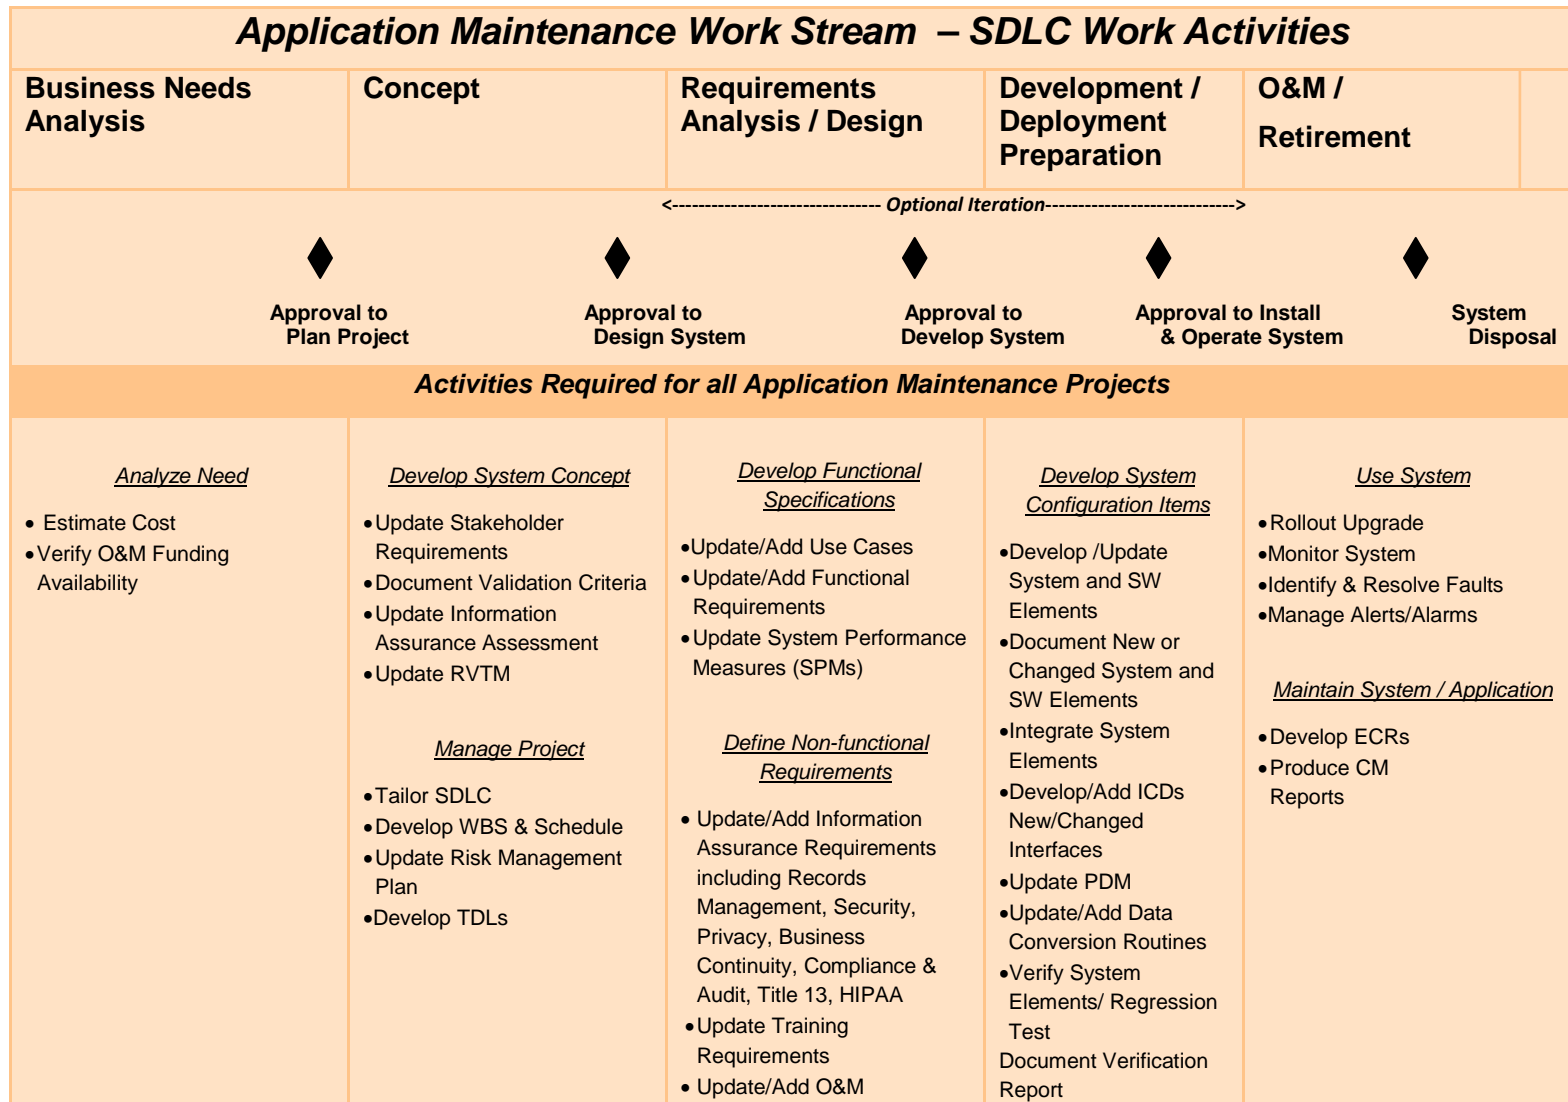 Application Maintenance Work Stream – SDLC Work Activities
Business Needs
Analysis
Concept
Requirements
Analysis / Design
Development /
Deployment
Preparation
O&M /
Retirement
<-------------------------------- Optional Iteration----------------------------->
Approval to
Plan Project
Approval to
Design System
Approval to
Develop System
Approval to Install
& Operate System
System
Disposal
Activities Required for all Application Maintenance Projects
Analyze Need
• Estimate Cost
• Verify O&M Funding
Availability
Develop System Concept
• Update Stakeholder
Requirements
• Document Validation Criteria
• Update Information
Assurance Assessment
• Update RVTM
Manage Project
• Tailor SDLC
• Develop WBS & Schedule
• Update Risk Management
Plan
• Develop TDLs
Develop Functional
Specifications
• Update/Add Use Cases
• Update/Add Functional
Requirements
• Update System Performance
Measures (SPMs)
Define Non-functional
Requirements
• Update/Add Information
Assurance Requirements
including Records
Management, Security,
Privacy, Business
Continuity, Compliance &
Audit, Title 13, HIPAA
• Update Training
Requirements
• Update/Add O&M
Develop System
Configuration Items
• Develop /Update
System and SW
Elements
• Document New or
Changed System and
SW Elements
• Integrate System
Elements
• Develop/Add ICDs
New/Changed
Interfaces
• Update PDM
• Update/Add Data
Conversion Routines
• Verify System
Elements/ Regression
Test
Document Verification
Report
Use System
• Rollout Upgrade
• Monitor System
• Identify & Resolve Faults
• Manage Alerts/Alarms
Maintain System / Application
• Develop ECRs
• Produce CM
Reports